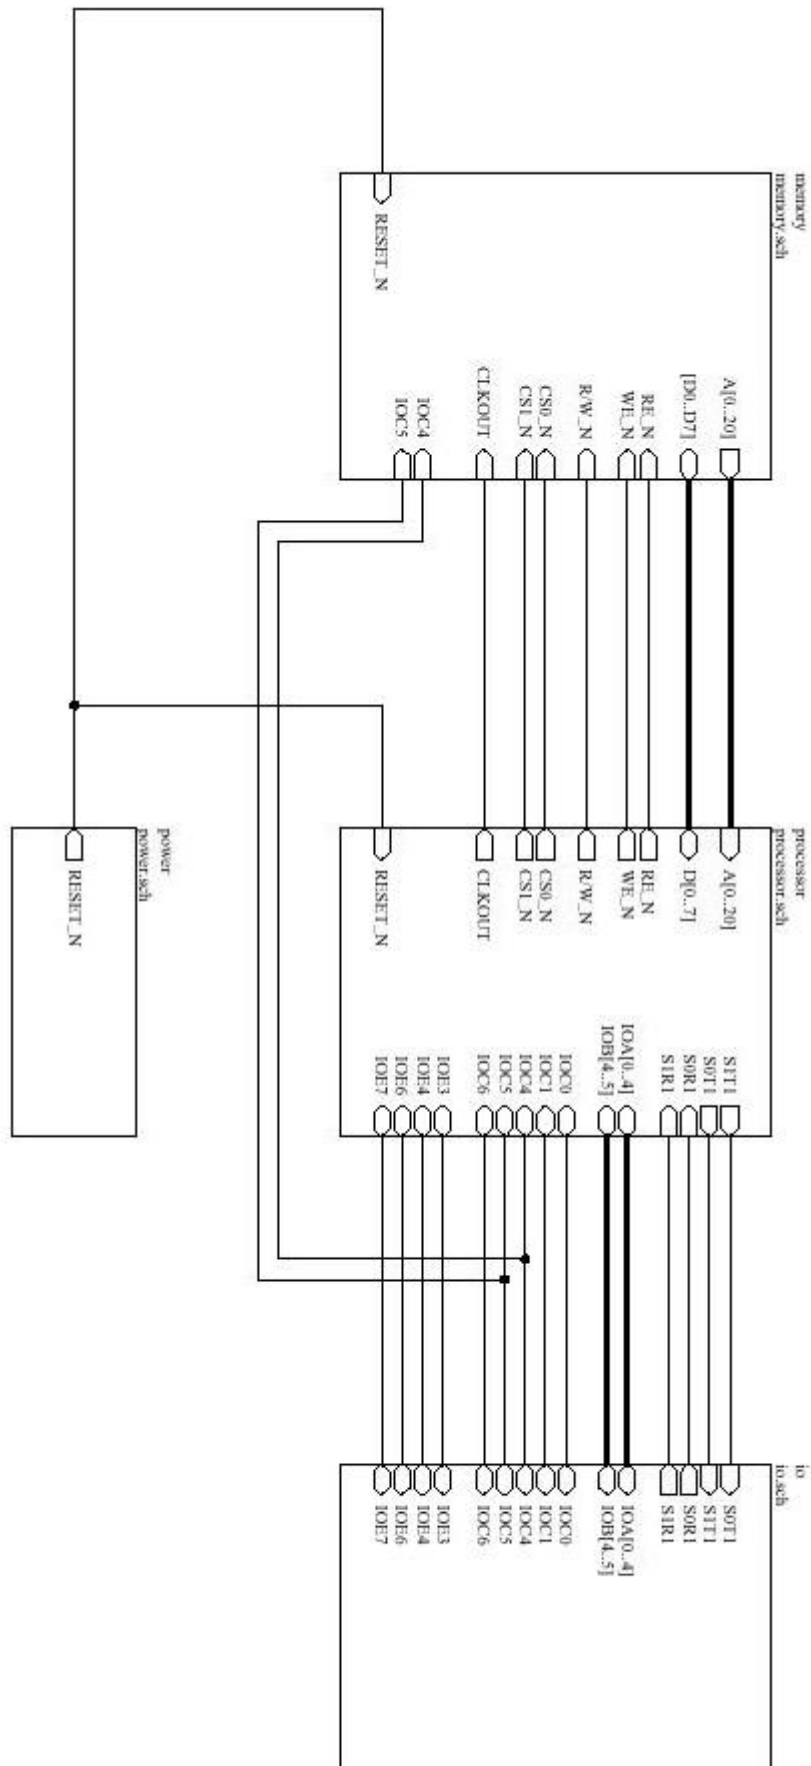 memory
memory.sch
RESET_N
A[0..20]
[D0..D7]
RE_N
WE_N
R/W_N
CS0_N
CS1_N
CLKOUT
IOC4
IOC5
processor
processor.sch
A[0..20]
D[0..7]
RE_N
WE_N
R/W_N
CS0_N
CS1_N
CLKOUT
RESET_N
S1T1
S0T1
S0R1
S1R1
IOA[0..4]
IOB[4..5]
IOC0
IOC1
IOC4
IOC5
IOC6
IOE3
IOE4
IOE6
IOE7
power
power.sch
RESET_N
io
io.sch
S0T1
S1T1
S0R1
S1R1
IOA[0..4]
IOB[4..5]
IOC0
IOC1
IOC4
IOC5
IOC6
IOE3
IOE4
IOE6
IOE7